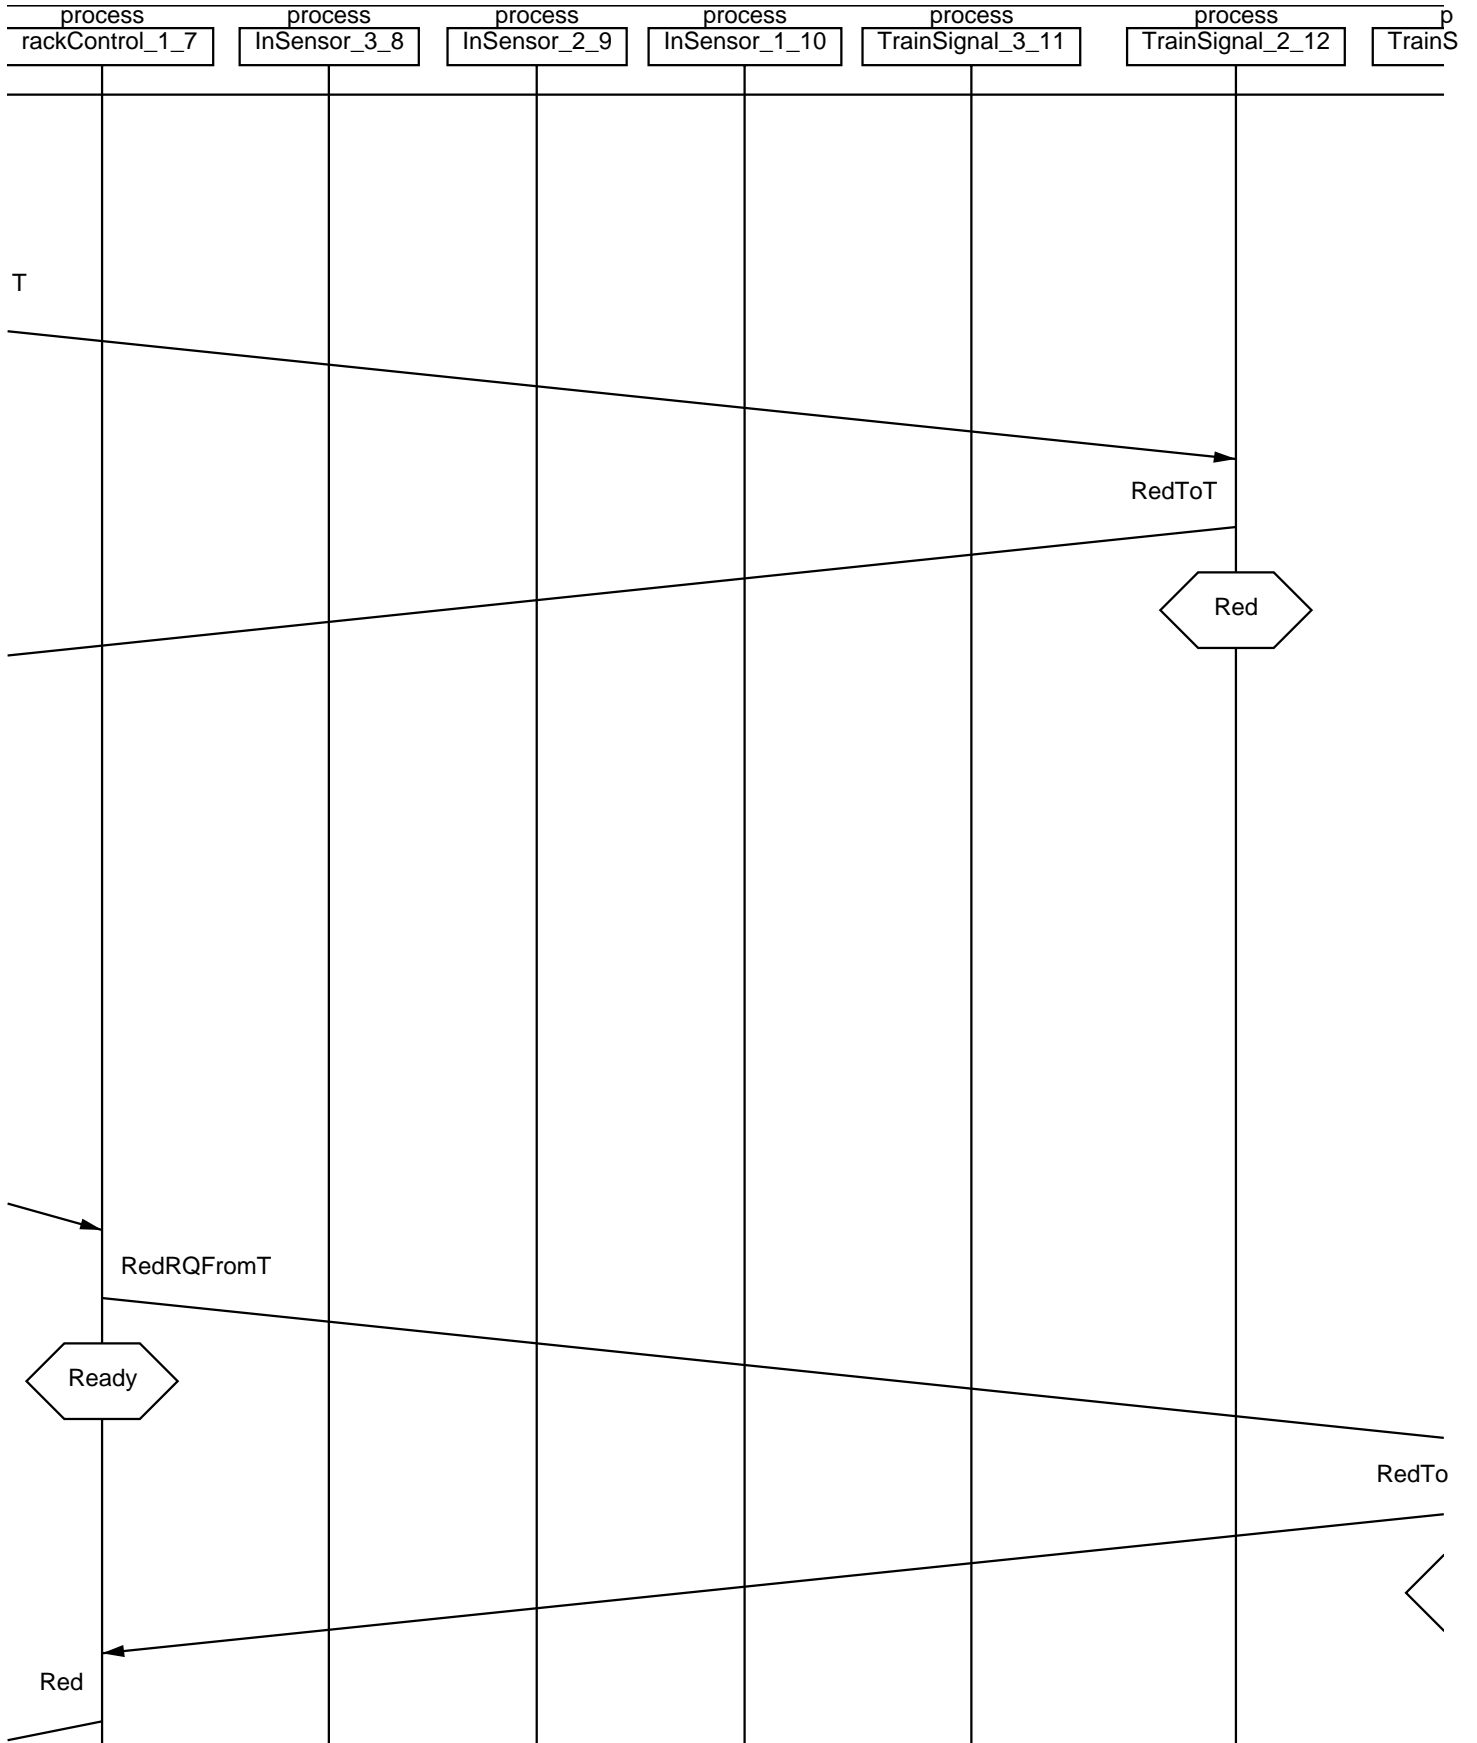 process process process process process process p
rackControl_1_7 InSensor_3_8 InSensor_2_9 InSensor_1_10 TrainSignal_3_11 TrainSignal_2_12 TrainS
T
RedToT
Red
RedRQFromT
Ready
RedTo
Red